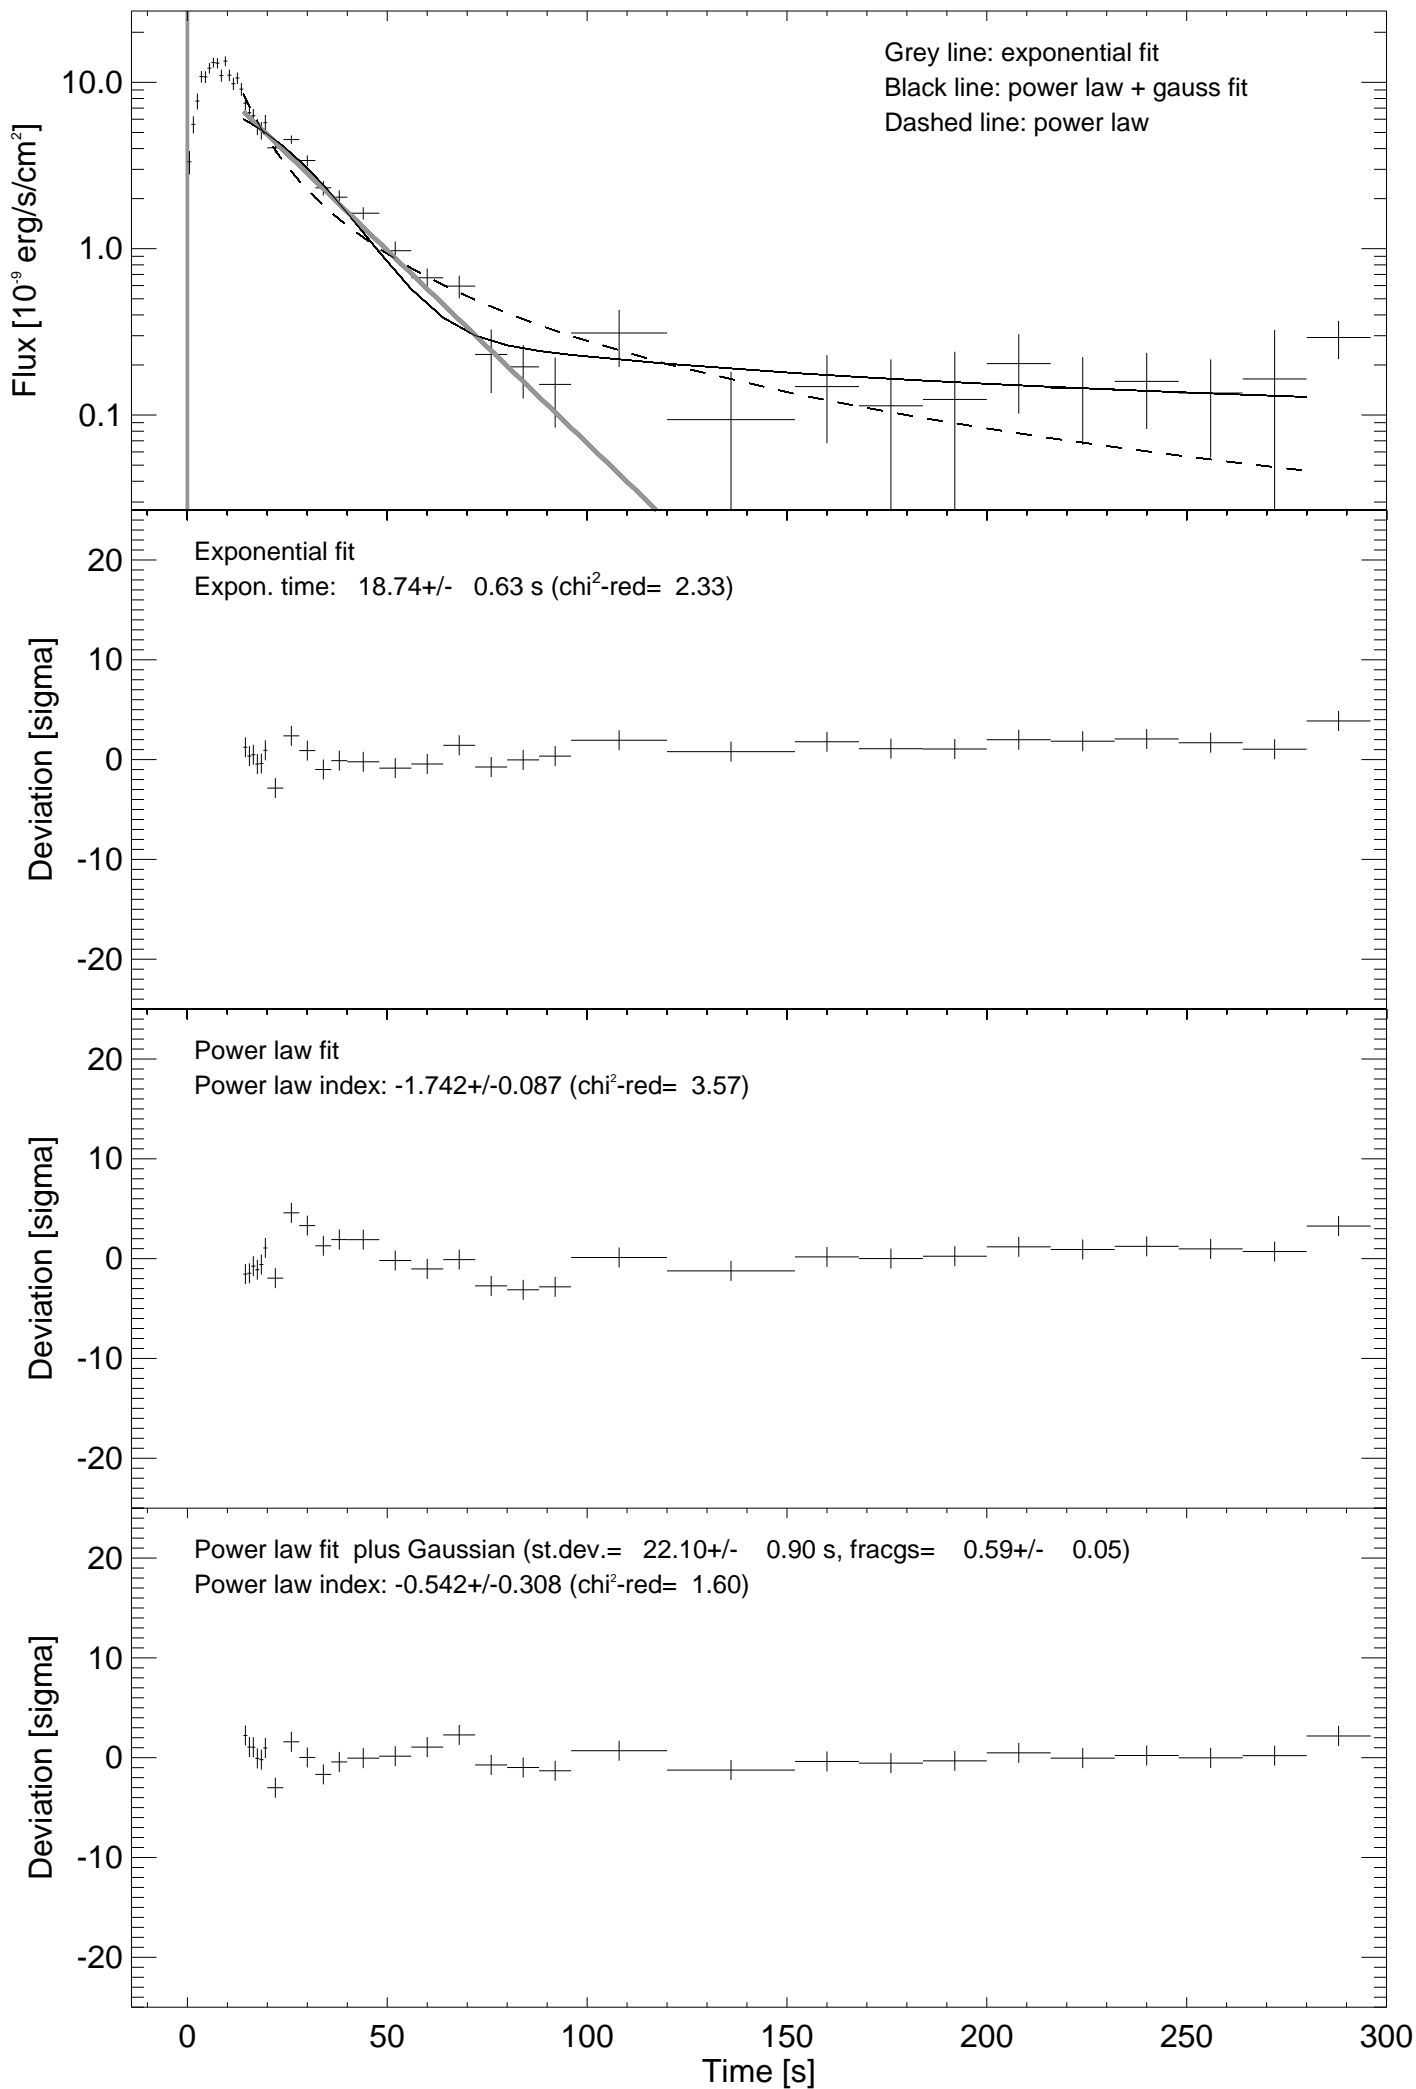 Grey line: exponential fit
Black line: power law + gauss fit
Dashed line: power law
10.0
1.0
0.1
Flux [10⁻⁹ erg/s/cm²]
Exponential fit
Expon. time: 18.74+/- 0.63 s (chi²-red= 2.33)
20
10
0
-10
-20
Deviation [sigma]
Power law fit
Power law index: -1.742+/-0.087 (chi²-red= 3.57)
20
10
0
-10
-20
Deviation [sigma]
Power law fit plus Gaussian (st.dev.= 22.10+/- 0.90 s, fracgs= 0.59+/- 0.05)
Power law index: -0.542+/-0.308 (chi²-red= 1.60)
20
10
0
-10
-20
Deviation [sigma]
0 50 100 150 200 250 300
Time [s]